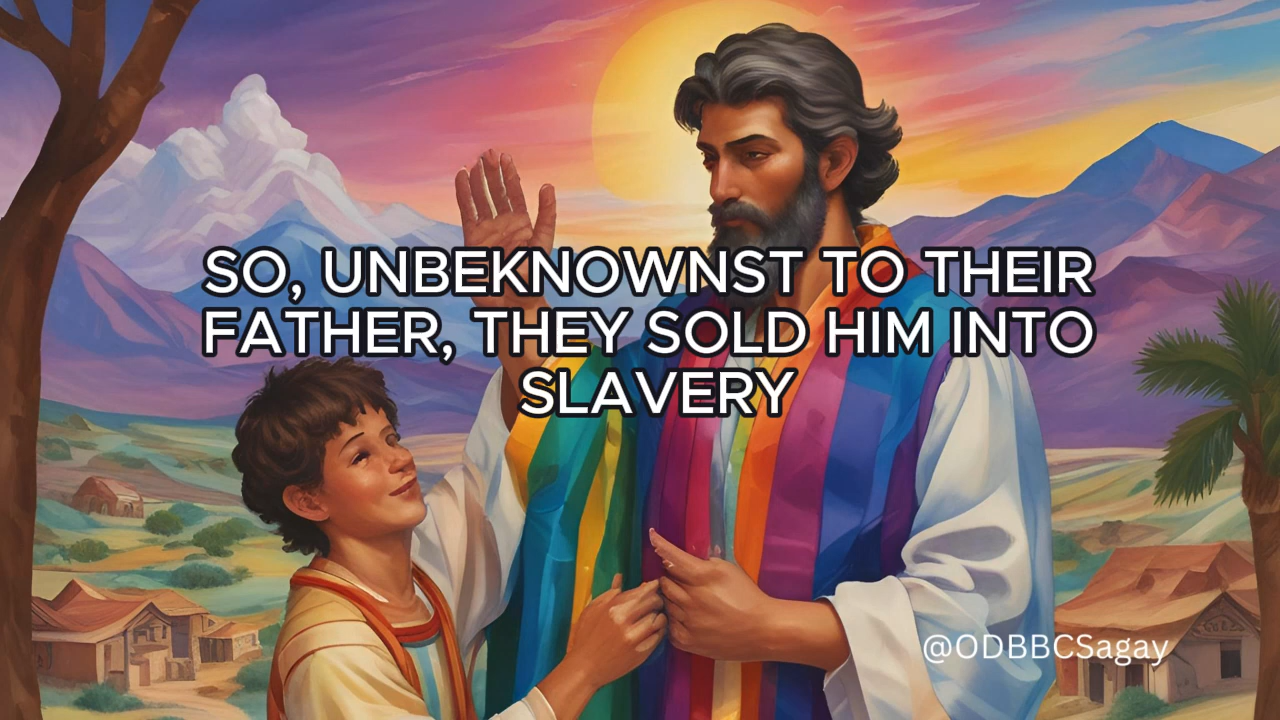 SO, UNBEKNOWNST TO THEIR
FATHER, THEY SOLD HIM INTO
SLAVERY
@ODBBCSagay